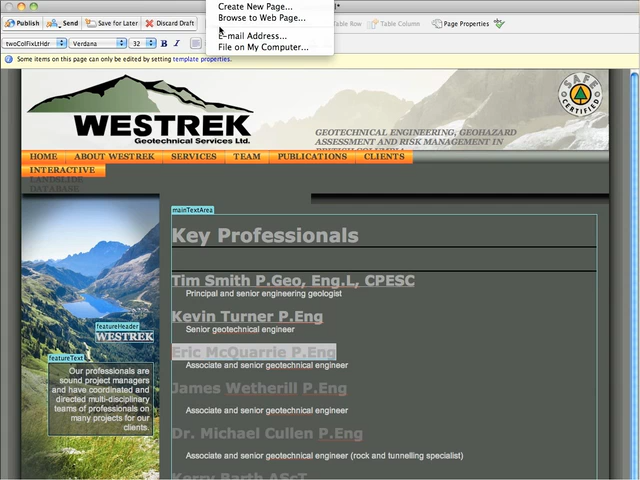 Create New Page...
Browse to Web Page...
E-mail Address...
File on My Computer...
Publish
Send
Save for Later
Discard Draft
Table Row
Table Column
Page Properties
twoColFixLtHdr
Verdana
32
B
I
Some items on this page can only be edited by setting template properties.
WESTREK
Geotechnical Services Ltd.
GEOTECHNICAL ENGINEERING, GEOHAZARD
ASSESSMENT AND RISK MANAGEMENT IN
BRITISH COLUMBIA
SAFE
CERTIFIED
HOME
ABOUT WESTREK
SERVICES
TEAM
PUBLICATIONS
CLIENTS
INTERACTIVE
LANDSLIDE
DATABASE
mainTextArea
Key Professionals
Tim Smith P.Geo, Eng.L, CPESC
Principal and senior engineering geologist
Kevin Turner P.Eng
Senior geotechnical engineer
Eric McQuarrie P.Eng
Associate and senior geotechnical engineer
James Wetherill P.Eng
Associate and senior geotechnical engineer
Dr. Michael Cullen P.Eng
Associate and senior geotechnical engineer (rock and tunnelling specialist)
Kerry Barth AScT
featureHeader
WESTREK
featureText
Our professionals are
sound project managers
and have coordinated and
directed multi-disciplinary
teams of professionals on
many projects for our
clients.